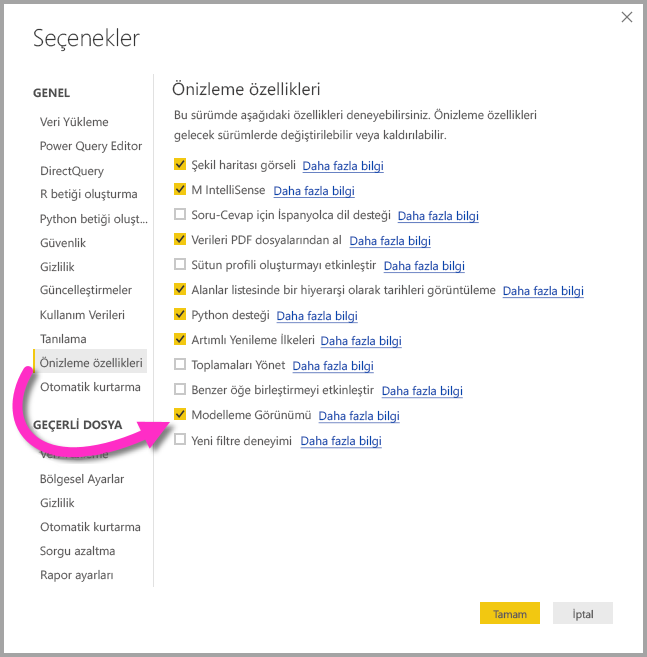 Seçenekler
GENEL
Veri Yükleme
Power Query Editor
DirectQuery
R betiği oluşturma
Python betiği oluşt...
Güvenlik
Gizlilik
Güncelleştirmeler
Kullanım Verileri
Tanılama
Önizleme özellikleri
Otomatik kurtarma
GEÇERLİ DOSYA
Veri Yükleme
Bölgesel Ayarlar
Gizlilik
Otomatik kurtarma
Sorgu azaltma
Rapor ayarları
Önizleme özellikleri
Bu sürümde aşağıdaki özellikleri deneyebilirsiniz. Önizleme özellikleri
gelecek sürümlerde değiştirilebilir veya kaldırılabilir.
Şekil haritası görseli Daha fazla bilgi
M IntelliSense Daha fazla bilgi
Soru-Cevap için İspanyolca dil desteği Daha fazla bilgi
Verileri PDF dosyalarından al Daha fazla bilgi
Sütun profili oluşturmayı etkinleştir Daha fazla bilgi
Alanlar listesinde bir hiyerarşi olarak tarihleri görüntüleme Daha fazla bilgi
Python desteği Daha fazla bilgi
Artımlı Yenileme İlkeleri Daha fazla bilgi
Toplamaları Yönet Daha fazla bilgi
Benzer öğe birleştirmeyi etkinleştir Daha fazla bilgi
Modelleme Görünümü Daha fazla bilgi
Yeni filtre deneyimi Daha fazla bilgi
Tamam
İptal